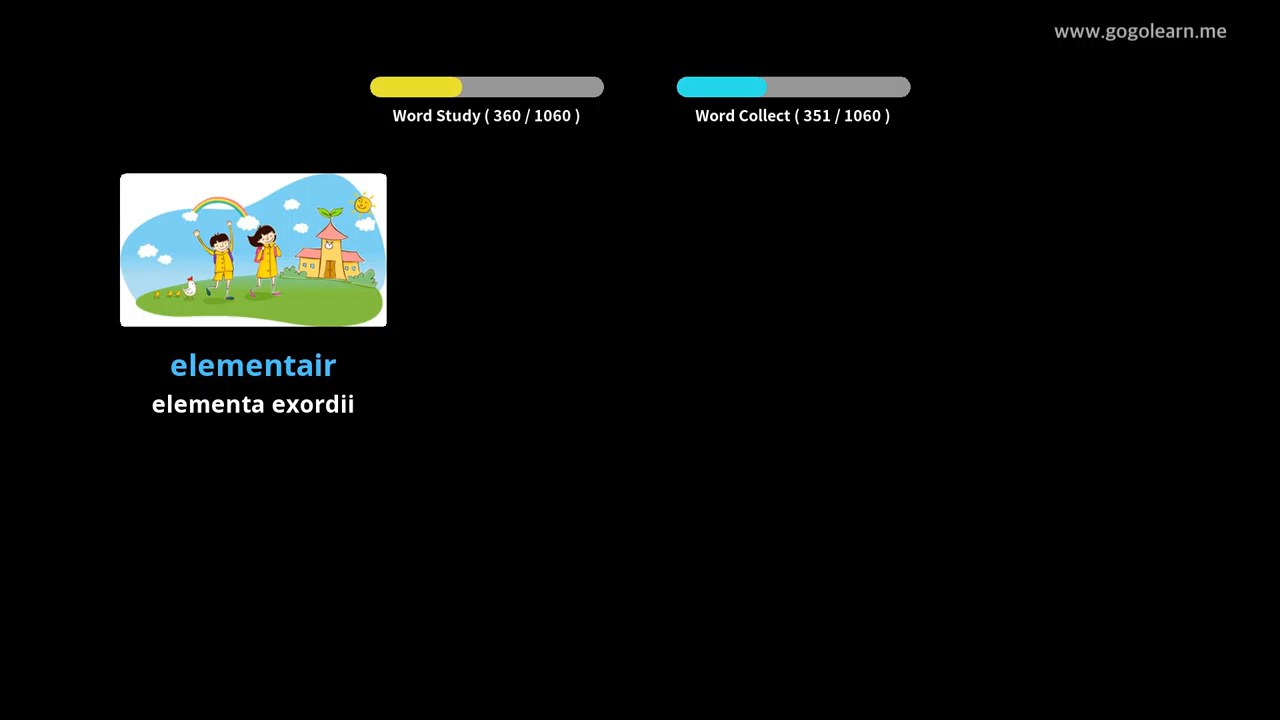 www.gogolearn.me
Word Study ( 360 / 1060 )
Word Collect ( 351 / 1060 )
elementair
elementa exordii